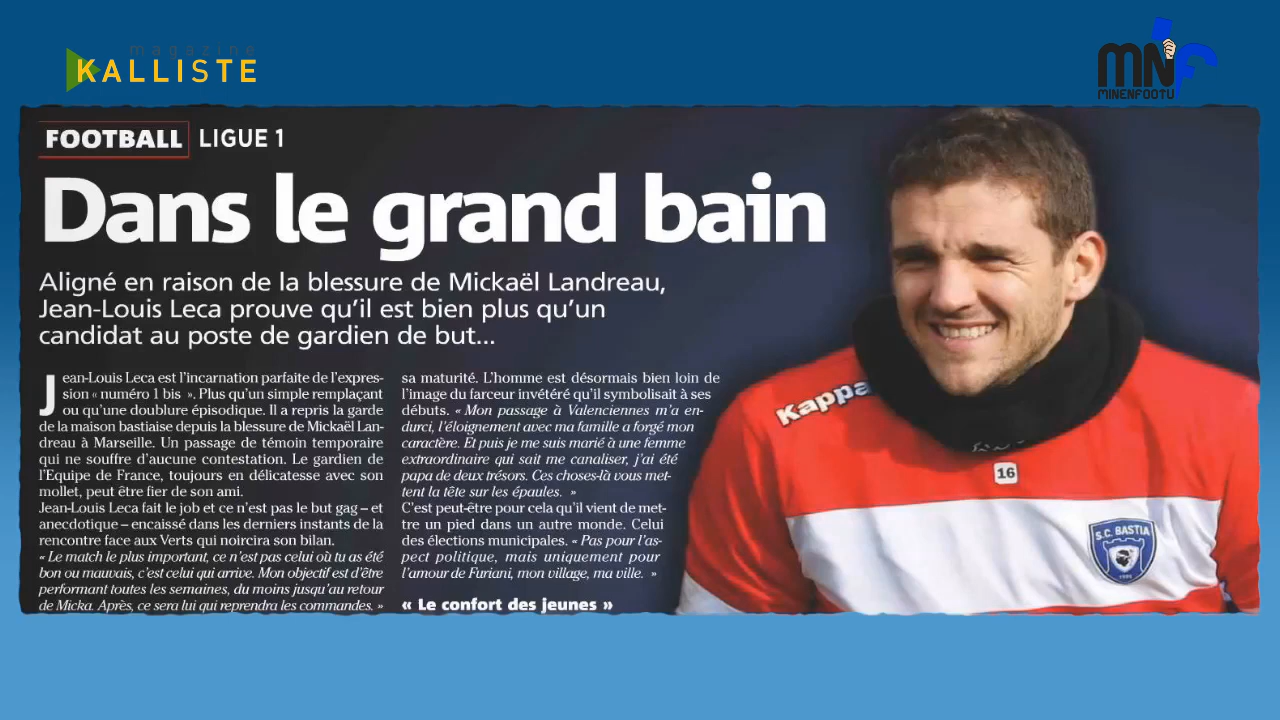 magazine
KALLISTE
MNF
MINENFOOTU
FOOTBALL LIGUE 1
Dans le grand bain
Aligné en raison de la blessure de Mickaël Landreau,
Jean-Louis Leca prouve qu'il est bien plus qu'un
candidat au poste de gardien de but...
Jean-Louis Leca est l'incarnation parfaite de l'expres-
sion « numéro 1 bis ». Plus qu'un simple remplaçant
ou qu'une doublure épisodique. Il a repris la garde
de la maison bastiaise depuis la blessure de Mickaël Lan-
dreau à Marseille. Un passage de témoin temporaire
qui ne souffre d'aucune contestation. Le gardien de
l'Equipe de France, toujours en délicatesse avec son
mollet, peut être fier de son ami.
Jean-Louis Leca fait le job et ce n'est pas le but gag – et
anecdotique – encaissé dans les derniers instants de la
rencontre face aux Verts qui noircira son bilan.
« Le match le plus important, ce n'est pas celui où tu as été
bon ou mauvais, c'est celui qui arrive. Mon objectif est d'être
performant toutes les semaines, du moins jusqu'au retour
de Micka. Après, ce sera lui qui reprendra les commandes. »
sa maturité. L'homme est désormais bien loin de
l'image du farceur invétéré qu'il symbolisait à ses
débuts. « Mon passage à Valenciennes m'a en-
durci, l'éloignement avec ma famille a forgé mon
caractère. Et puis je me suis marié à une femme
extraordinaire qui sait me canaliser, j'ai été
papa de deux trésors. Ces choses-là vous met-
tent la tête sur les épaules. »
C'est peut-être pour cela qu'il vient de met-
tre un pied dans un autre monde. Celui
des élections municipales. « Pas pour l'as-
pect politique, mais uniquement pour
l'amour de Furiani, mon village, ma ville. »
« Le confort des jeunes »
Kappa
16
S.C. BASTIA
1905